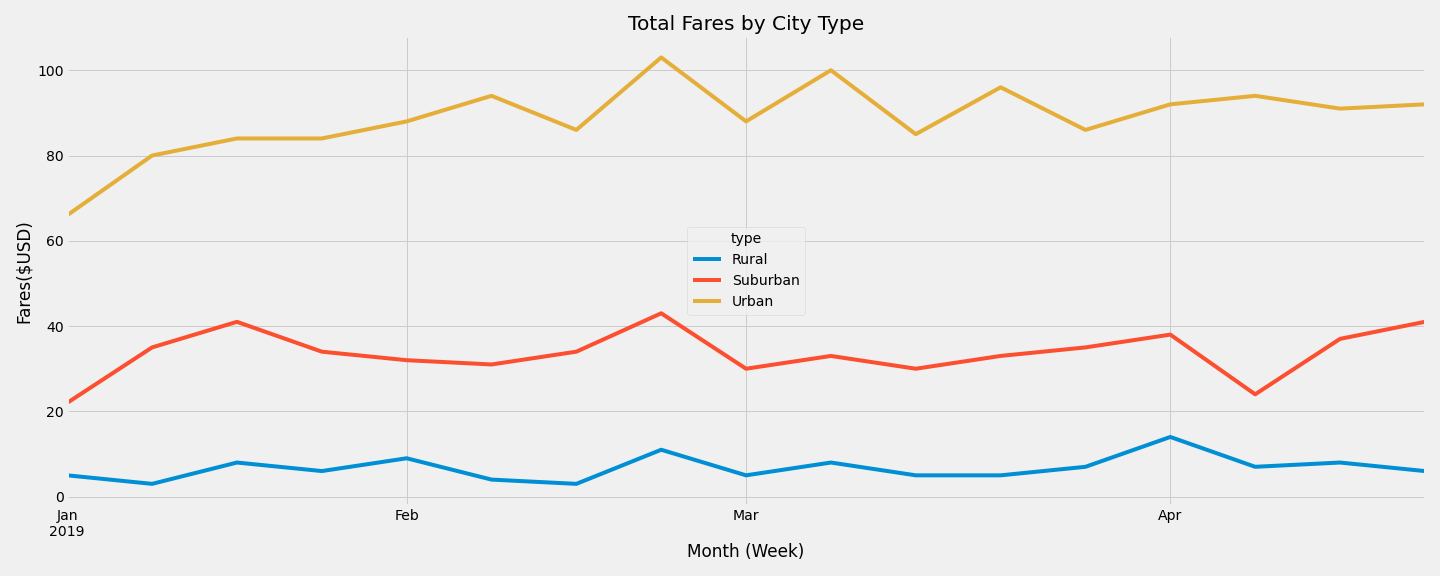 Total Fares by City Type
Fares($USD)
100
80
60
40
20
0
type
Rural
Suburban
Urban
Jan
2019
Feb
Mar
Apr
Month (Week)